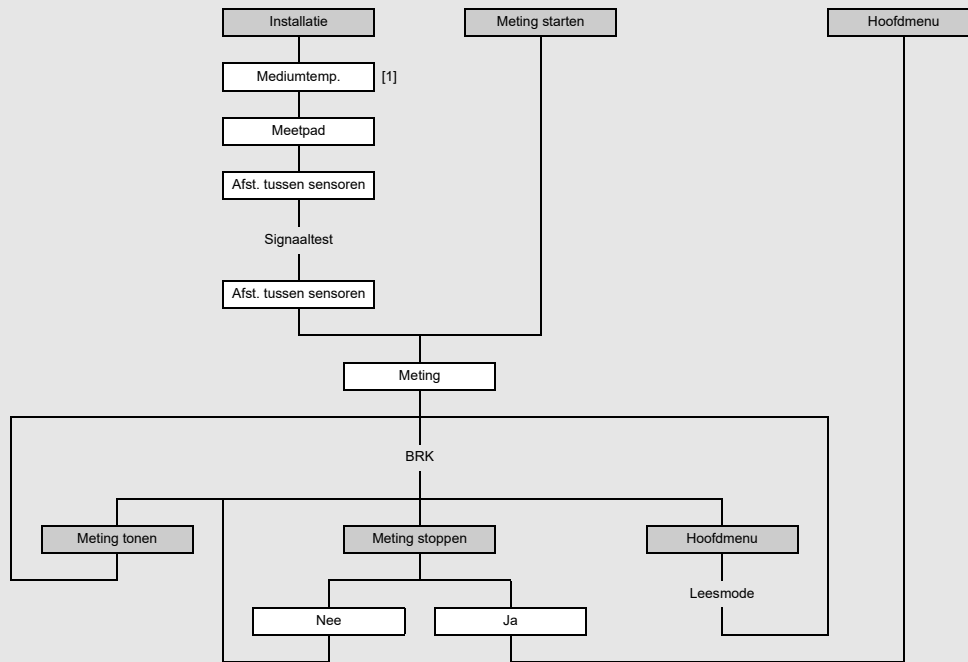 Installatie
Meting starten
Hoofdmenu
Mediumtemp.
[1]
Meetpad
Afst. tussen sensoren
Signaaltest
Afst. tussen sensoren
Meting
BRK
Meting tonen
Meting stoppen
Hoofdmenu
Leesmode
Nee
Ja